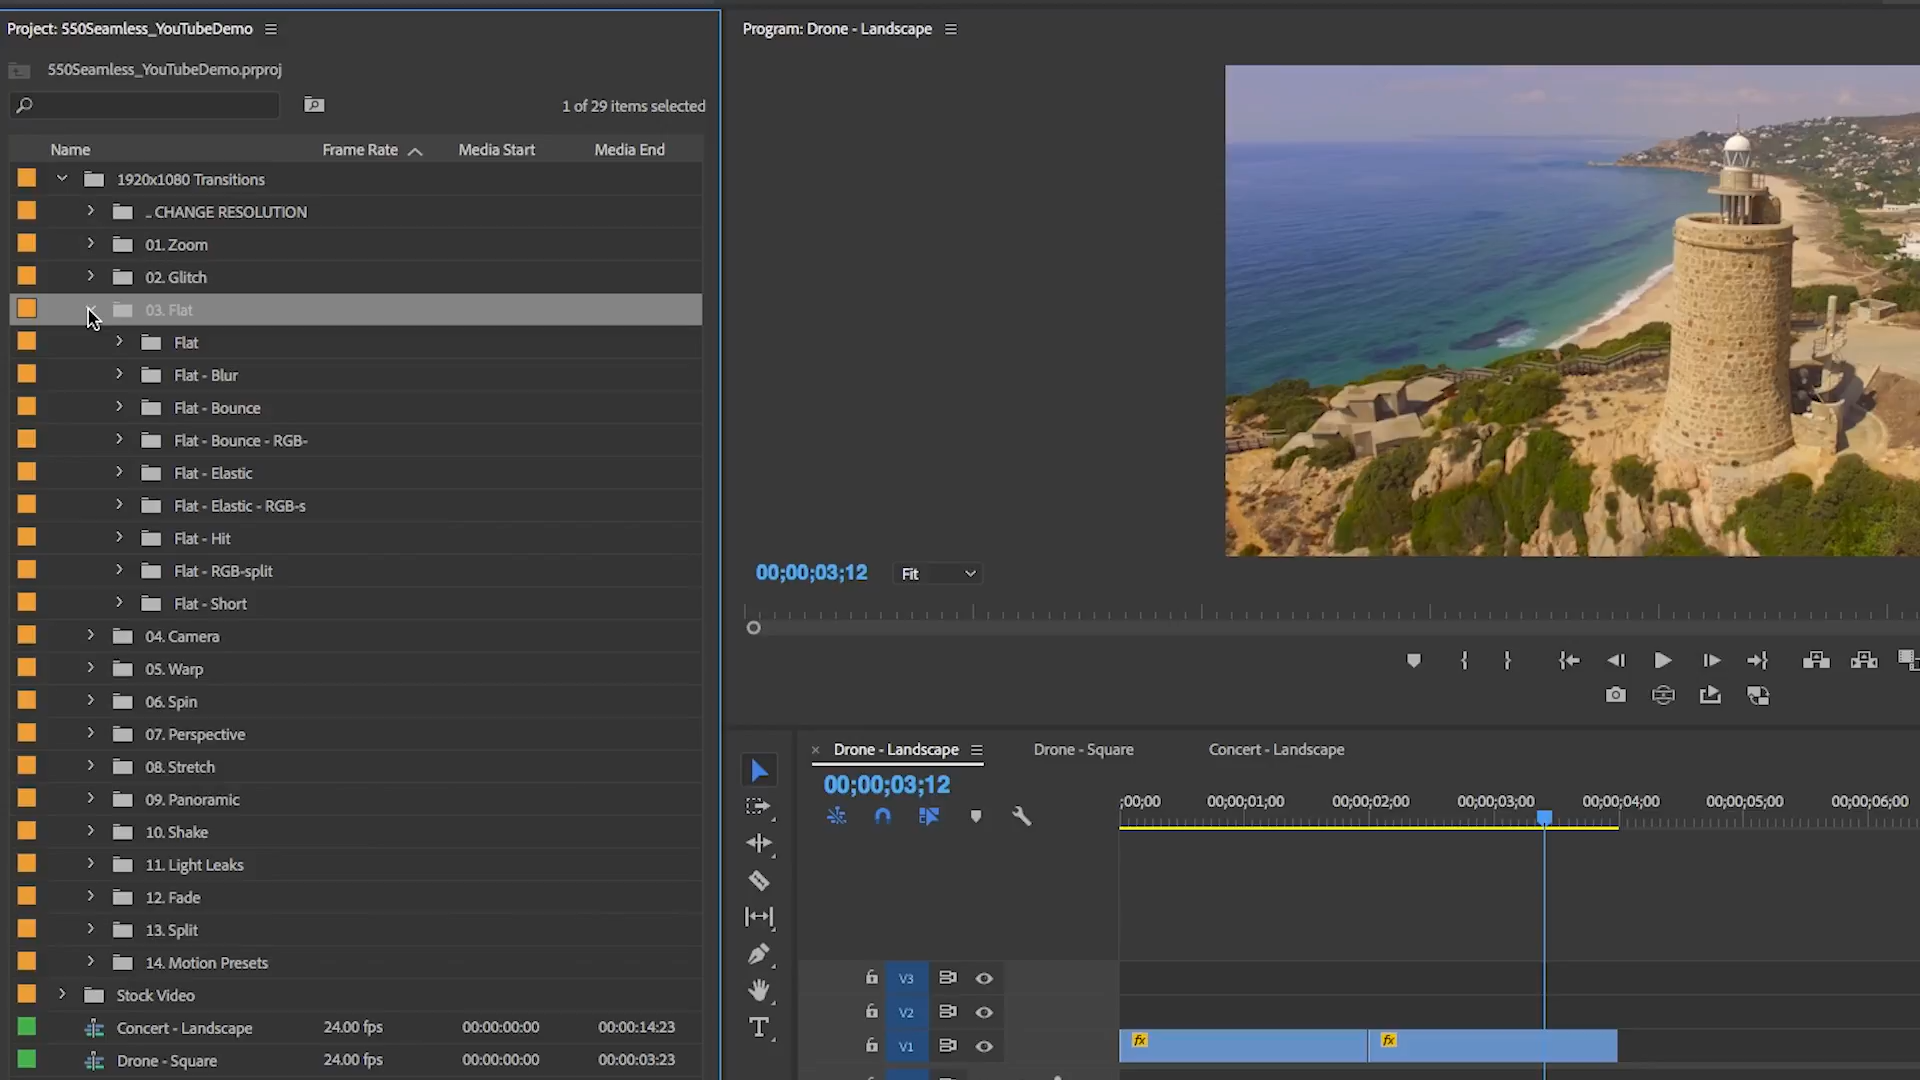 Project: 550Seamless_YouTubeDemo
550Seamless_YouTubeDemo.prproj
1 of 29 items selected
Name Frame Rate Media Start Media End
1920x1080 Transitions
.. CHANGE RESOLUTION
01. Zoom
02. Glitch
03. Flat
Flat
Flat - Blur
Flat - Bounce
Flat - Bounce - RGB-
Flat - Elastic
Flat - Elastic - RGB-s
Flat - Hit
Flat - RGB-split
Flat - Short
04. Camera
05. Warp
06. Spin
07. Perspective
08. Stretch
09. Panoramic
10. Shake
11. Light Leaks
12. Fade
13. Split
14. Motion Presets
Stock Video
Concert - Landscape 24.00 fps 00:00:00:00 00:00:14:23
Drone - Square 24.00 fps 00:00:00:00 00:00:03:23
Program: Drone - Landscape
00;00;03;12 Fit
× Drone - Landscape Drone - Square Concert - Landscape
00;00;03;12
;00;00 00;00;01;00 00;00;02;00 00;00;03;00 00;00;04;00 00;00;05;00 00;00;06;00
V3
V2
V1 fx fx